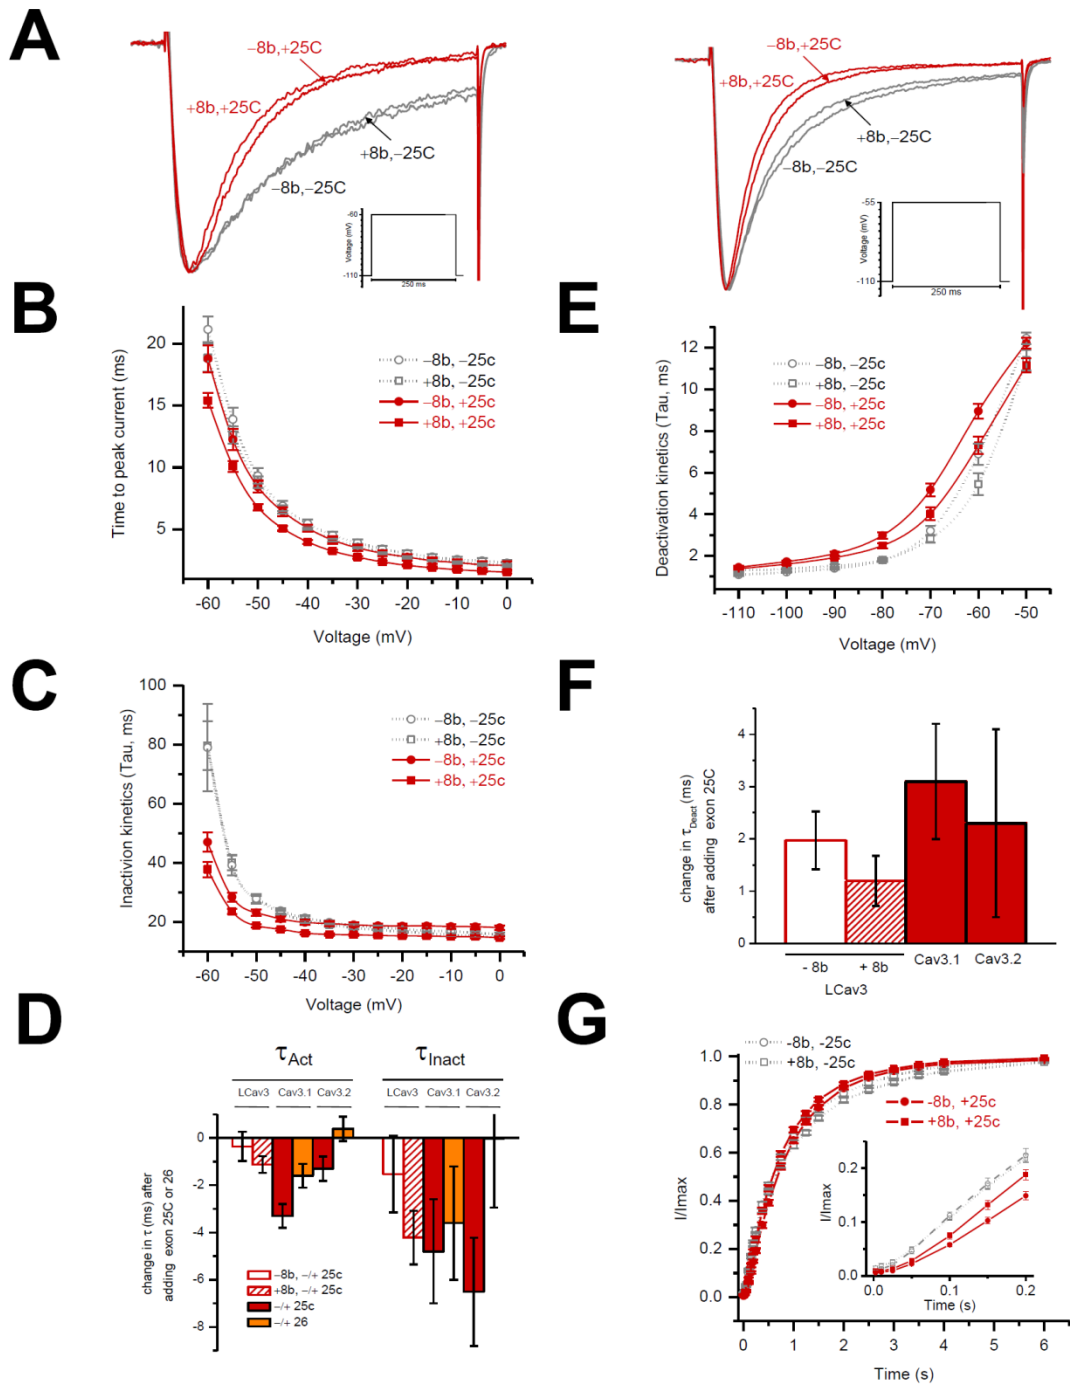 A
−8b,+25C
+8b,+25C
+8b,−25C
−8b,−25C
Voltage (mV)
-60
-110
250 ms
−8b,+25C
+8b,+25C
+8b,−25C
−8b,−25C
Voltage (mV)
-55
-110
250 ms
B
Time to peak current (ms)
20
15
10
5
−8b, −25c
+8b, −25c
−8b, +25c
+8b, +25c
-60 -50 -40 -30 -20 -10 0
Voltage (mV)
E
Deactivation kinetics (Tau, ms)
12
10
8
6
4
2
−8b, −25c
+8b, −25c
−8b, +25c
+8b, +25c
-110 -100 -90 -80 -70 -60 -50
Voltage (mV)
C
Inactivion kinetics (Tau, ms)
100
80
60
40
20
−8b, −25c
+8b, −25c
−8b, +25c
+8b, +25c
-60 -50 -40 -30 -20 -10 0
Voltage (mV)
F
change in τDeact (ms)
after adding exon 25C
4
3
2
1
0
- 8b + 8b Cav3.1 Cav3.2
LCav3
D
τAct τInact
LCav3 Cav3.1 Cav3.2 LCav3 Cav3.1 Cav3.2
change in τ (ms) after
adding exon 25C or 26
0
-2
-4
-6
-8
−8b, −/+ 25c
+8b, −/+ 25c
−/+ 25c
−/+ 26
G
I/Imax
1.0
0.8
0.6
0.4
0.2
0.0
-8b, -25c
+8b, -25c
-8b, +25c
+8b, +25c
I/Imax
0.2
0.1
0.0
0.0 0.1 0.2
Time (s)
0 1 2 3 4 5 6
Time (s)